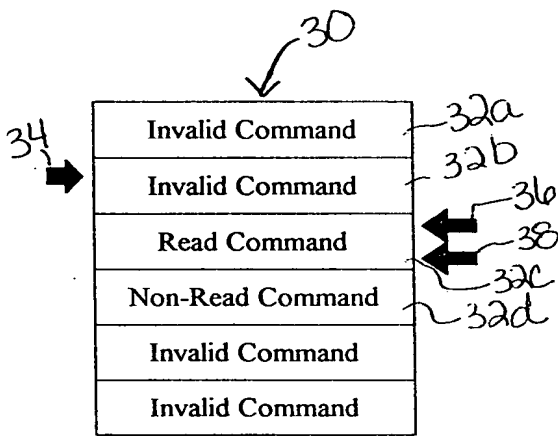 30
Invalid Command 32a
34
Invalid Command 32b
36
Read Command
38
32c
Non-Read Command 32d
Invalid Command
Invalid Command